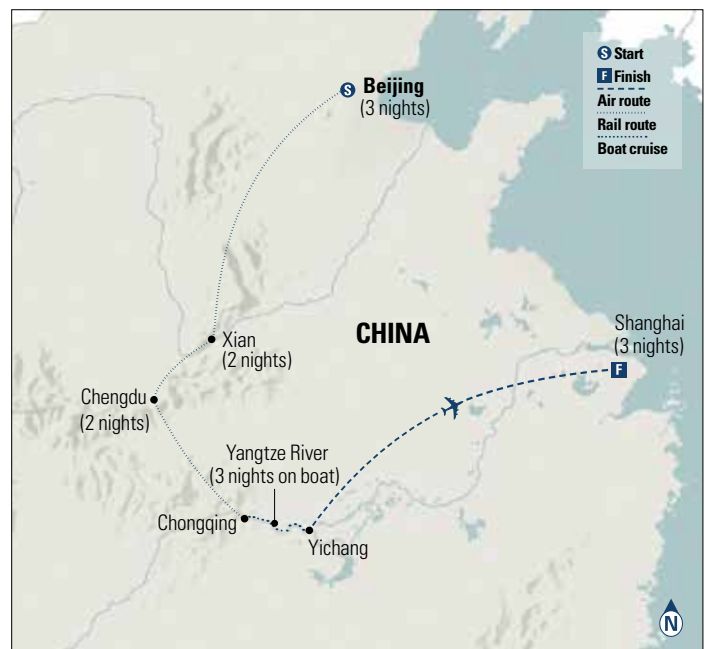 S Start
F Finish
Air route
Rail route
Boat cruise
S Beijing
(3 nights)
Xian
(2 nights)
CHINA
Shanghai
(3 nights)
F
Chengdu
(2 nights)
Yangtze River
(3 nights on boat)
Chongqing
Yichang
N